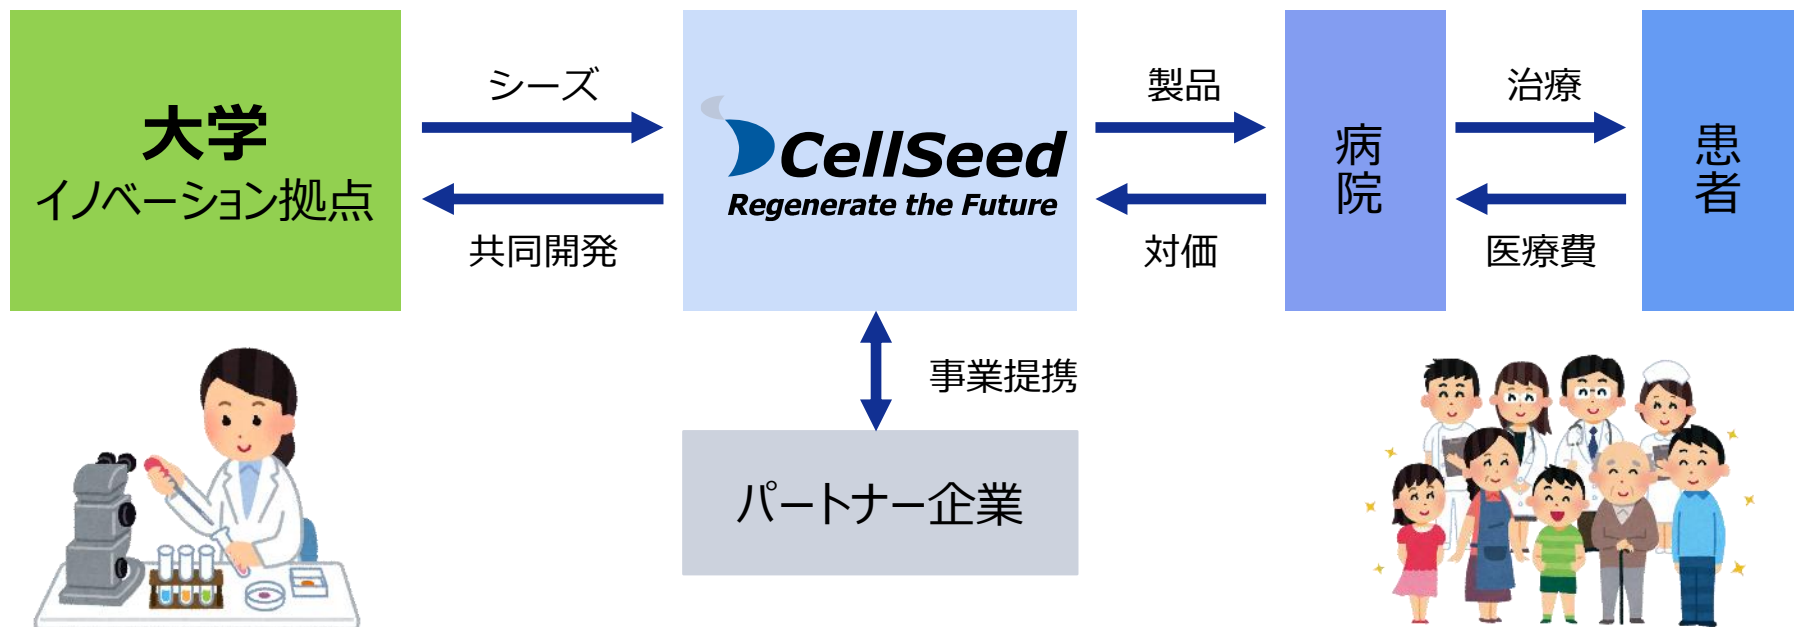 大学
イノベーション拠点
シーズ
共同開発
CellSeed
Regenerate the Future
製品
対価
病院
治療
医療費
患者
事業提携
パートナー企業